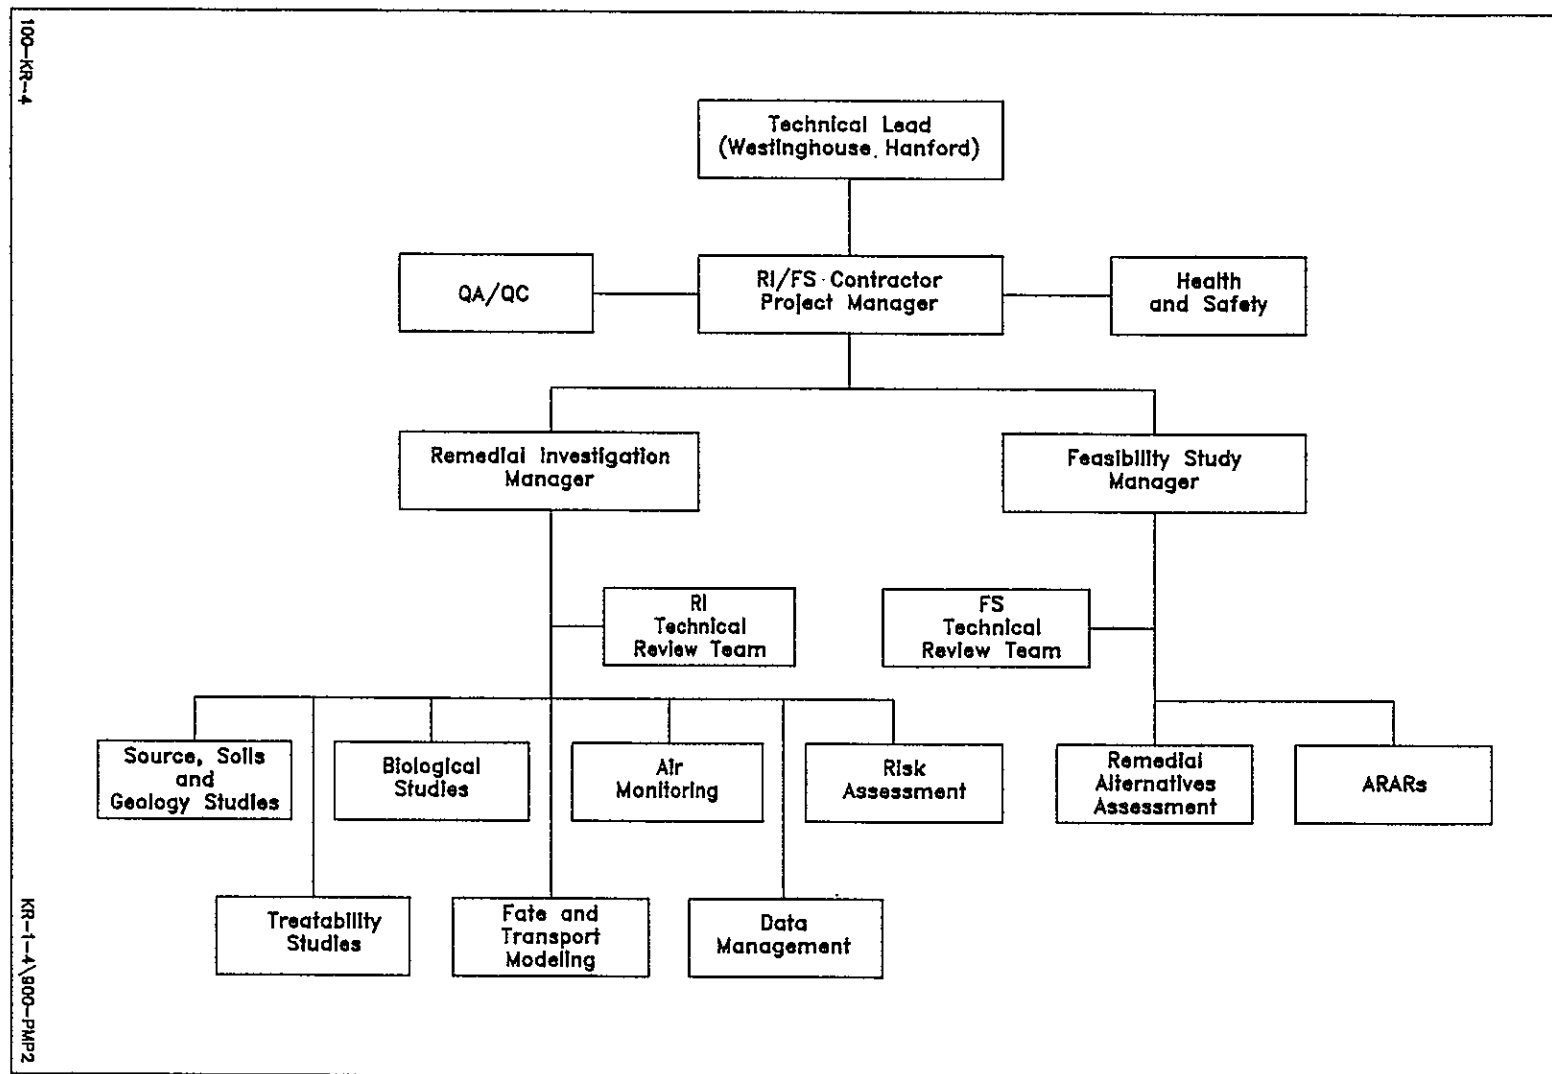 100-KR-4
Technical Lead
(Westinghouse Hanford)
QA/QC
RI/FS Contractor
Project Manager
Health
and Safety
Remedial Investigation
Manager
Feasibility Study
Manager
RI
Technical
Review Team
FS
Technical
Review Team
Source, Soils
and
Geology Studies
Biological
Studies
Air
Monitoring
Risk
Assessment
Remedial
Alternatives
Assessment
ARARs
Treatability
Studies
Fate and
Transport
Modeling
Data
Management
KR-1-4\900-PMP2